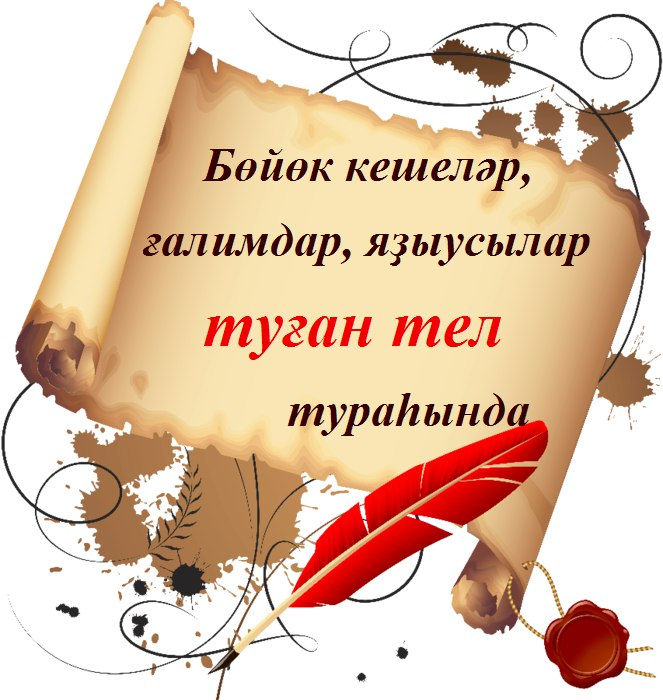 Бөйөк кешеләр,
ғалимдар, яҙыусылар
туған тел
тураһында